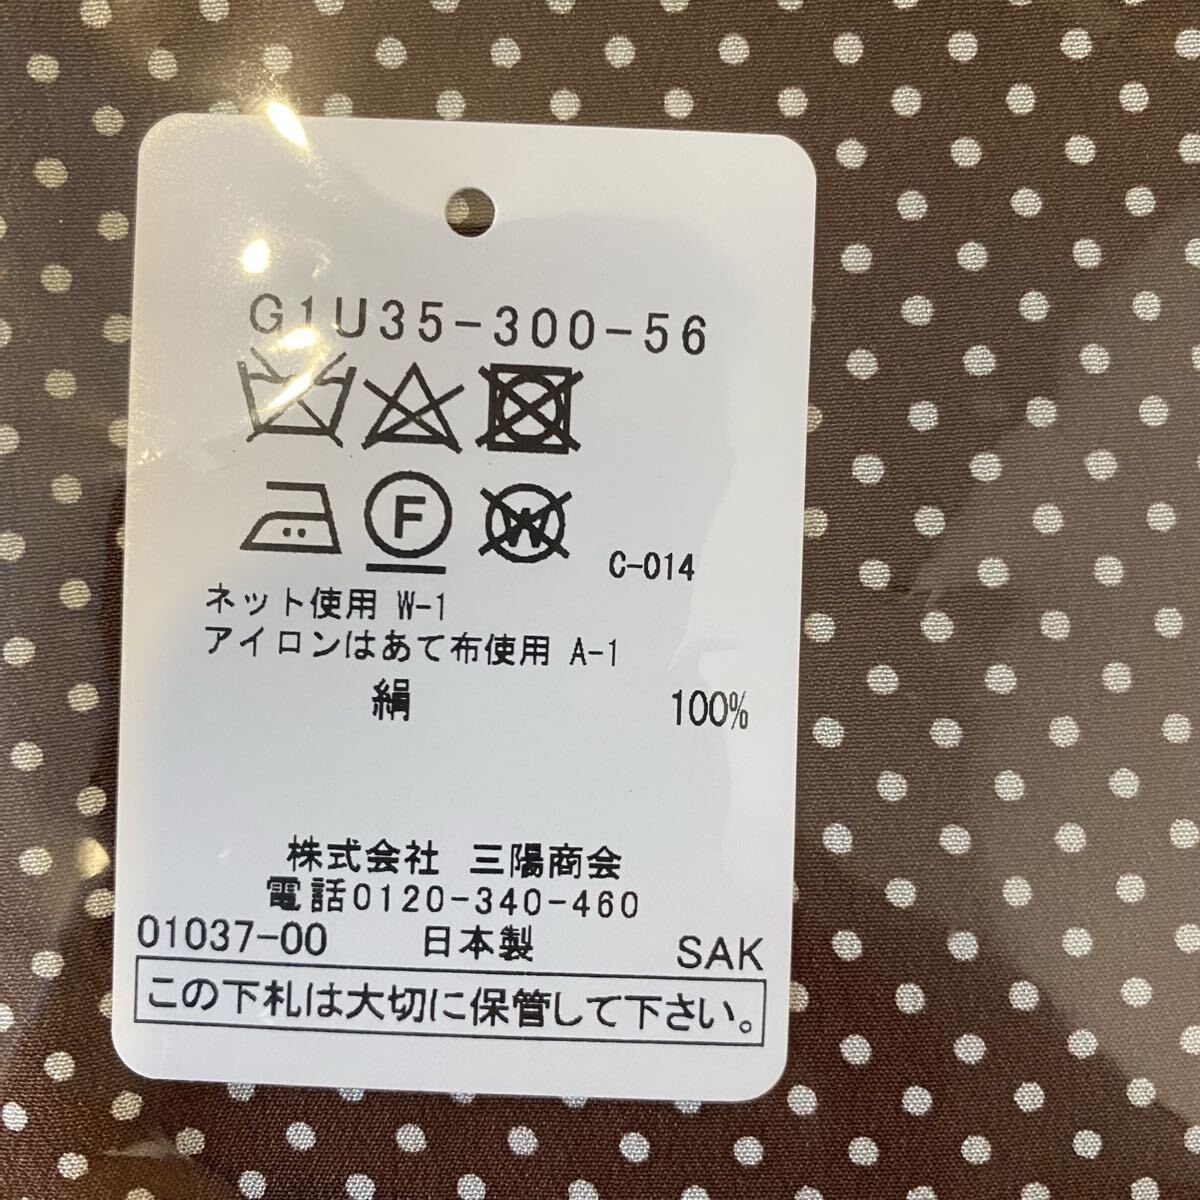 G1U35-300-56
F W
C-014
ネット使用 W-1
アイロンはあて布使用 A-1
絹 100%
株式会社 三陽商会
電話0120-340-460
01037-00 日本製 SAK
この下札は大切に保管して下さい。